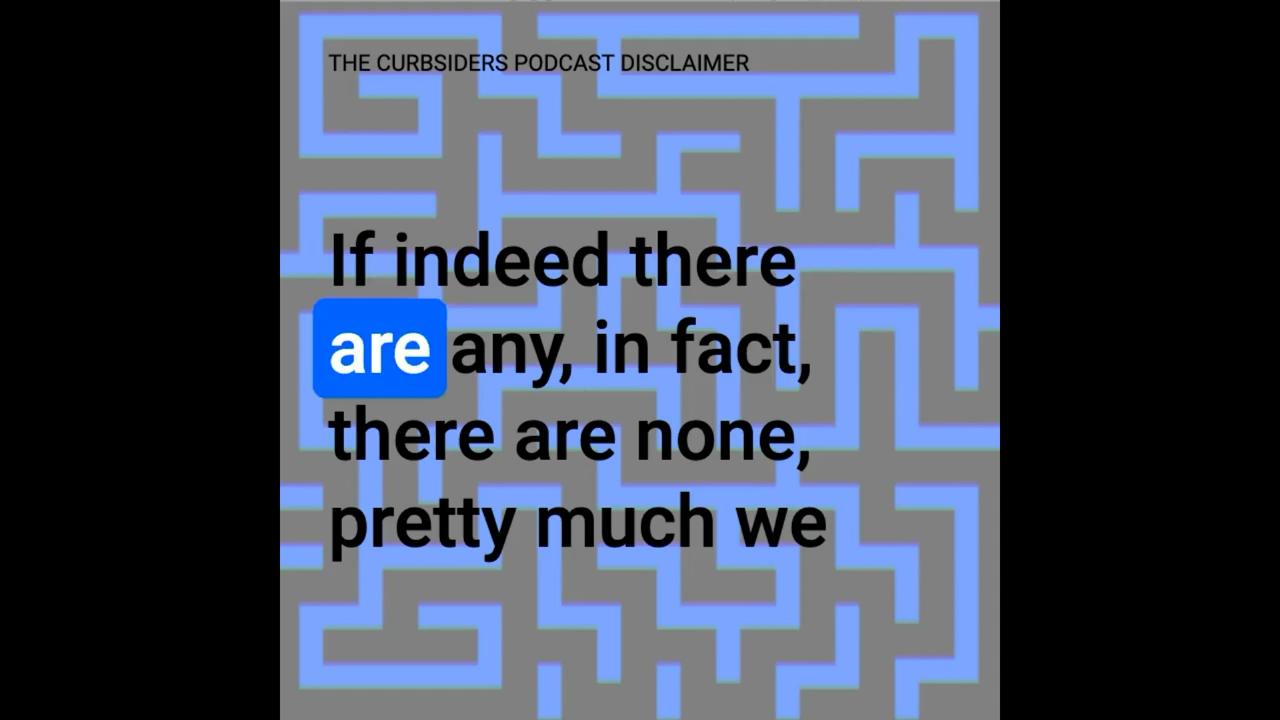 THE CURBSIDERS PODCAST DISCLAIMER
If indeed there
are any, in fact,
there are none,
pretty much we